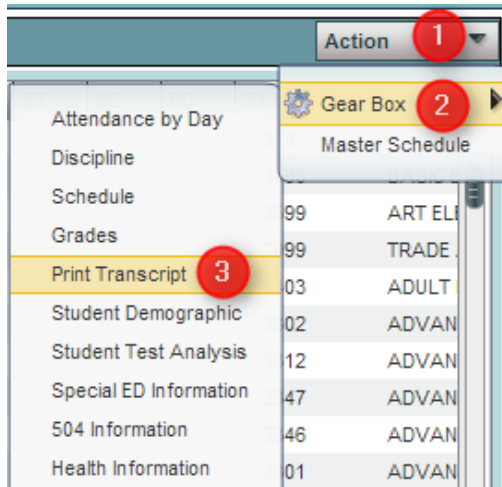 Action 1
Gear Box 2
Master Schedule
Attendance by Day
Discipline
Schedule
Grades
Print Transcript 3
Student Demographic
Student Test Analysis
Special ED Information
504 Information
Health Information
99 ART EL
99 TRADE
03 ADULT
02 ADVAN
12 ADVAN
47 ADVAN
46 ADVAN
01 ADVAN